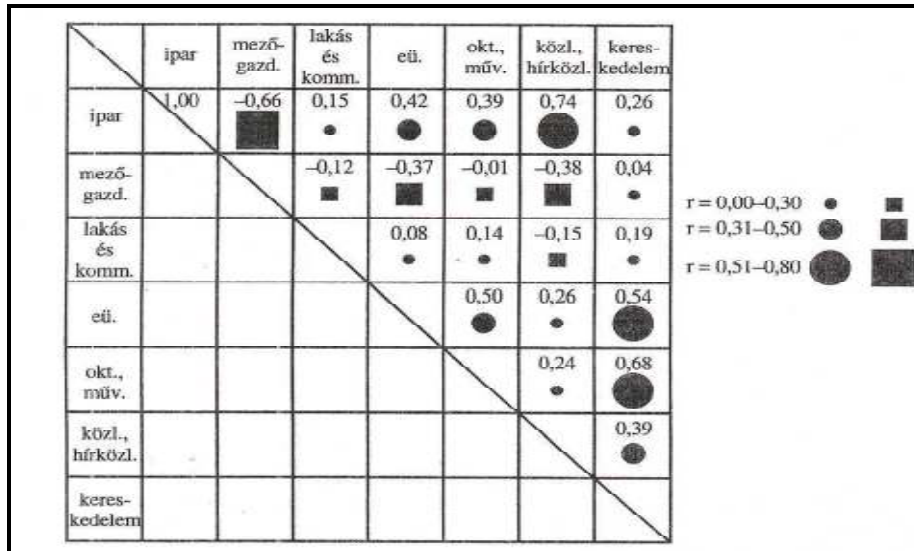 ipar mező- gazd. lakás és komm. eü. okt., műv. közl., hírközl. keres- kedelem
ipar 1,00 –0,66 0,15 0,42 0,39 0,74 0,26
mező- gazd. –0,12 –0,37 –0,01 –0,38 0,04
lakás és komm. 0,08 0,14 –0,15 0,19
eü. 0,50 0,26 0,54
okt., műv. 0,24 0,68
közl., hírközl. 0,39
keres- kedelem
r = 0,00–0,30
r = 0,31–0,50
r = 0,51–0,80